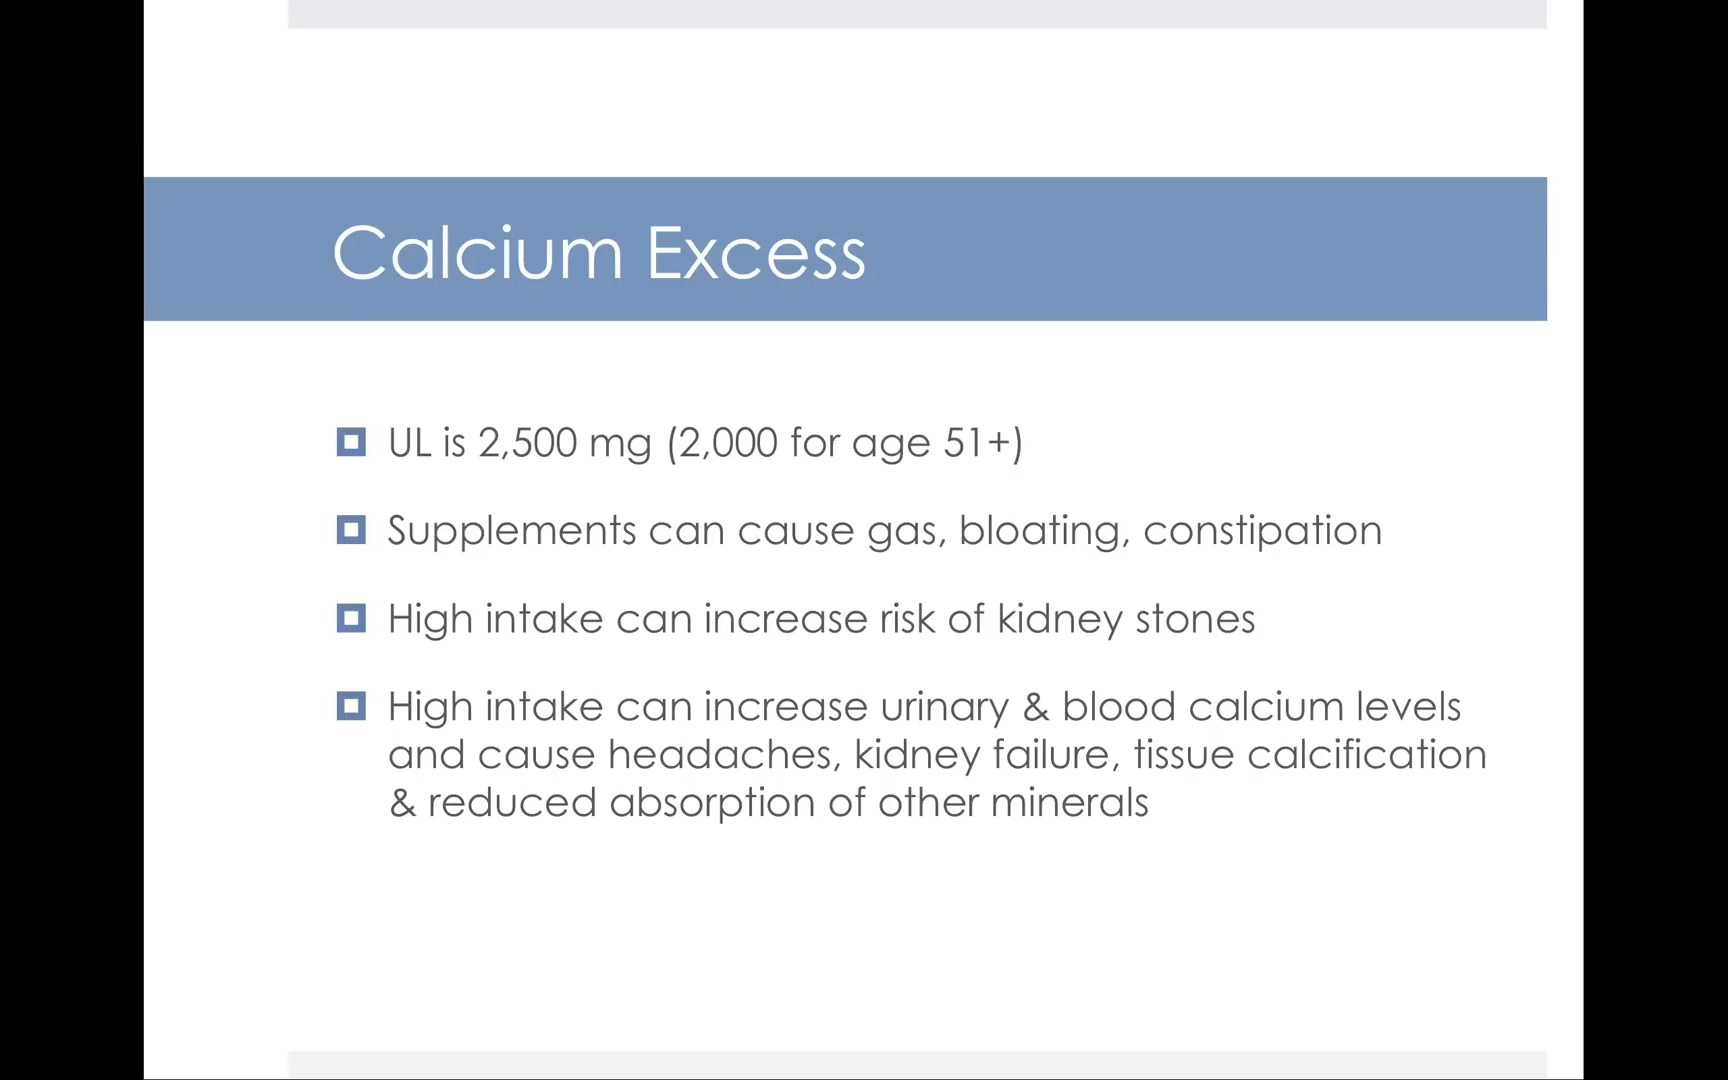 Calcium Excess
UL is 2,500 mg (2,000 for age 51+)
Supplements can cause gas, bloating, constipation
High intake can increase risk of kidney stones
High intake can increase urinary & blood calcium levels
and cause headaches, kidney failure, tissue calcification
& reduced absorption of other minerals